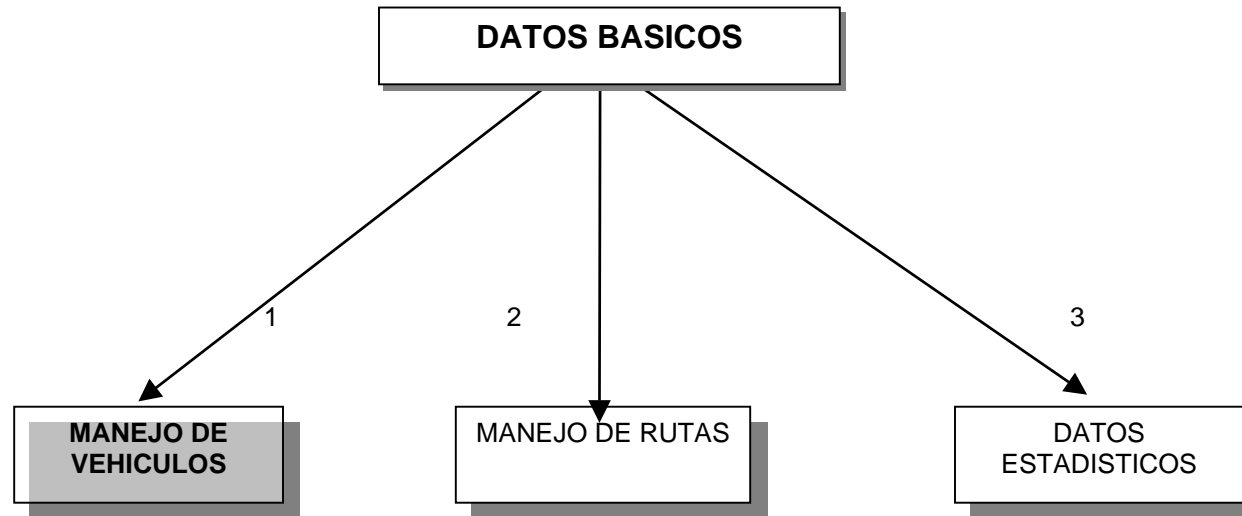 DATOS BASICOS
1
2
3
MANEJO DE
VEHICULOS
MANEJO DE RUTAS
DATOS
ESTADISTICOS